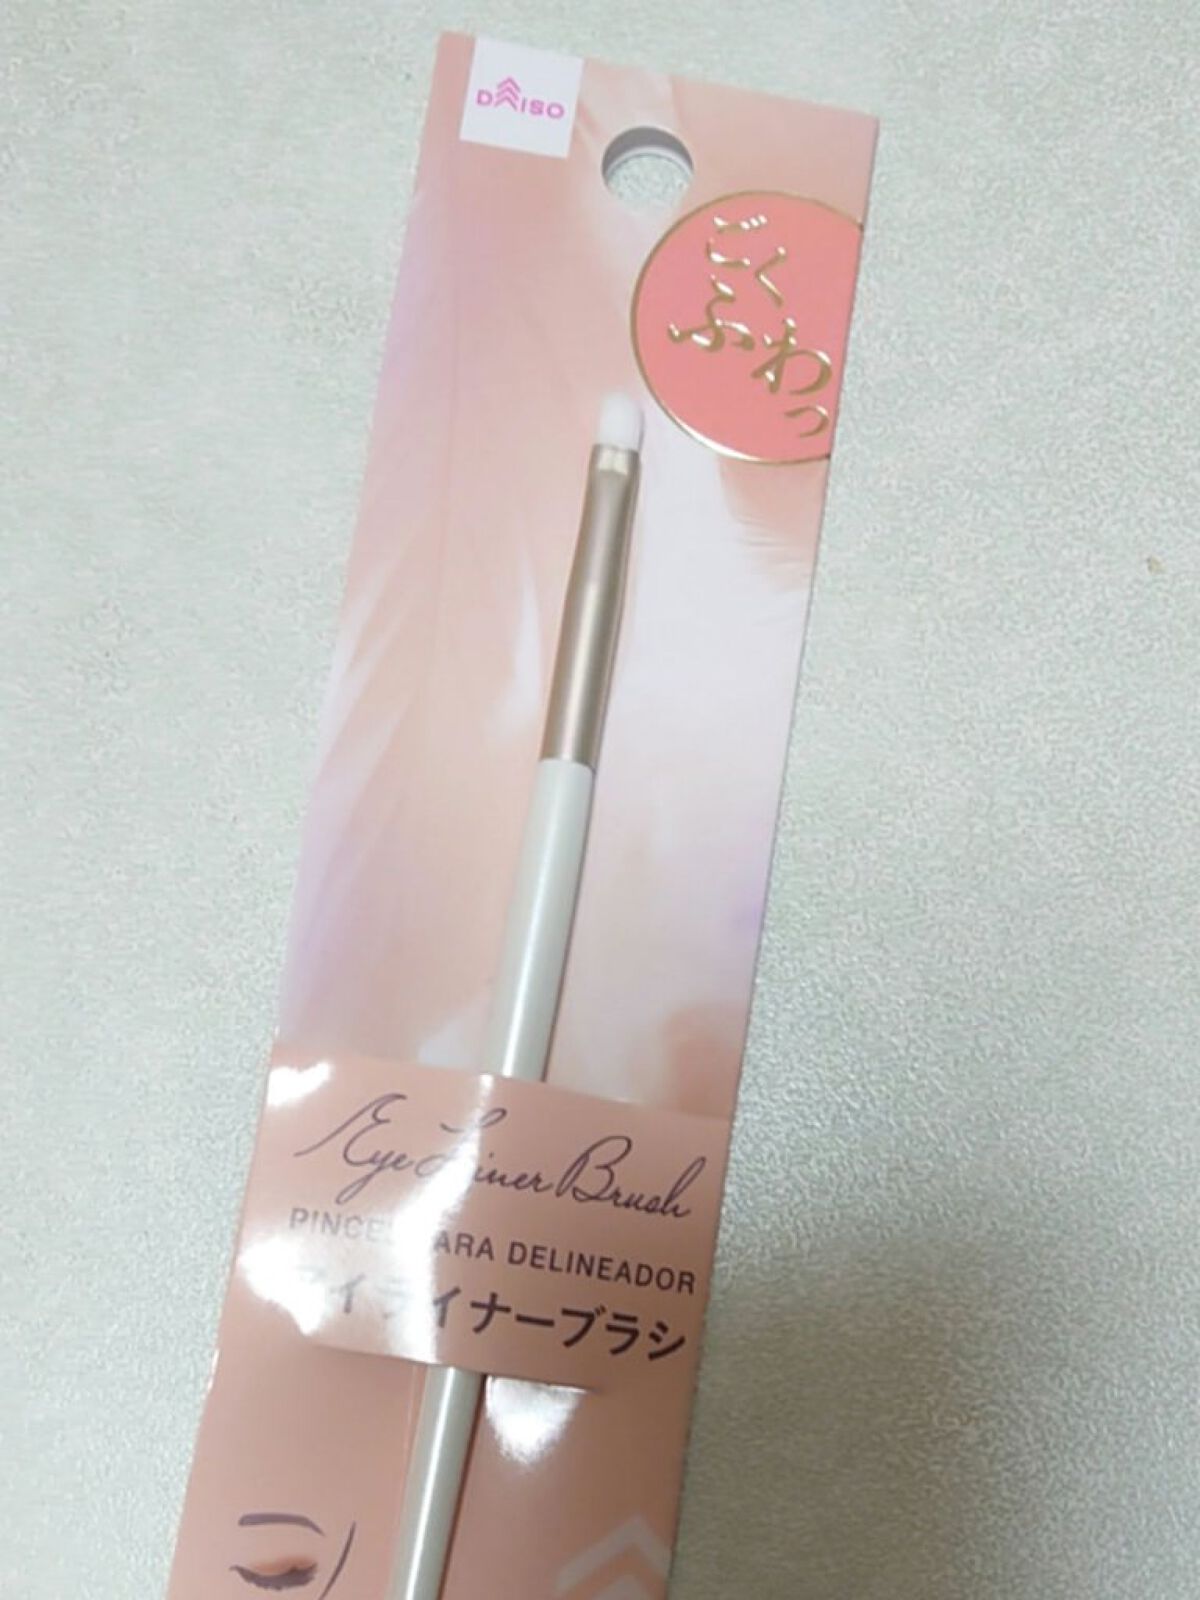 DAISO
ごく
ふわっ
Eye Liner Brush
PINCEL PARA DELINEADOR
アイライナーブラシ